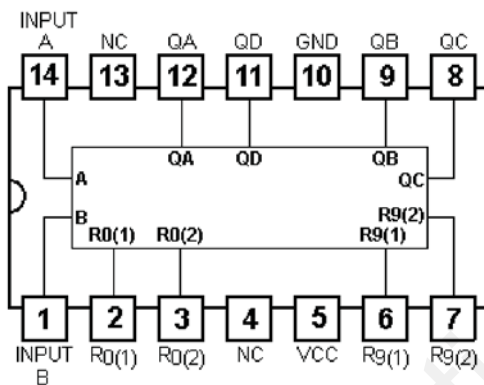 INPUT
A NC QA QD GND QB QC
14 13 12 11 10 9 8
QA QD QB
A QC
B R9(2)
R0(1) R0(2) R9(1)
1 2 3 4 5 6 7
INPUT R0(1) R0(2) NC VCC R9(1) R9(2)
B